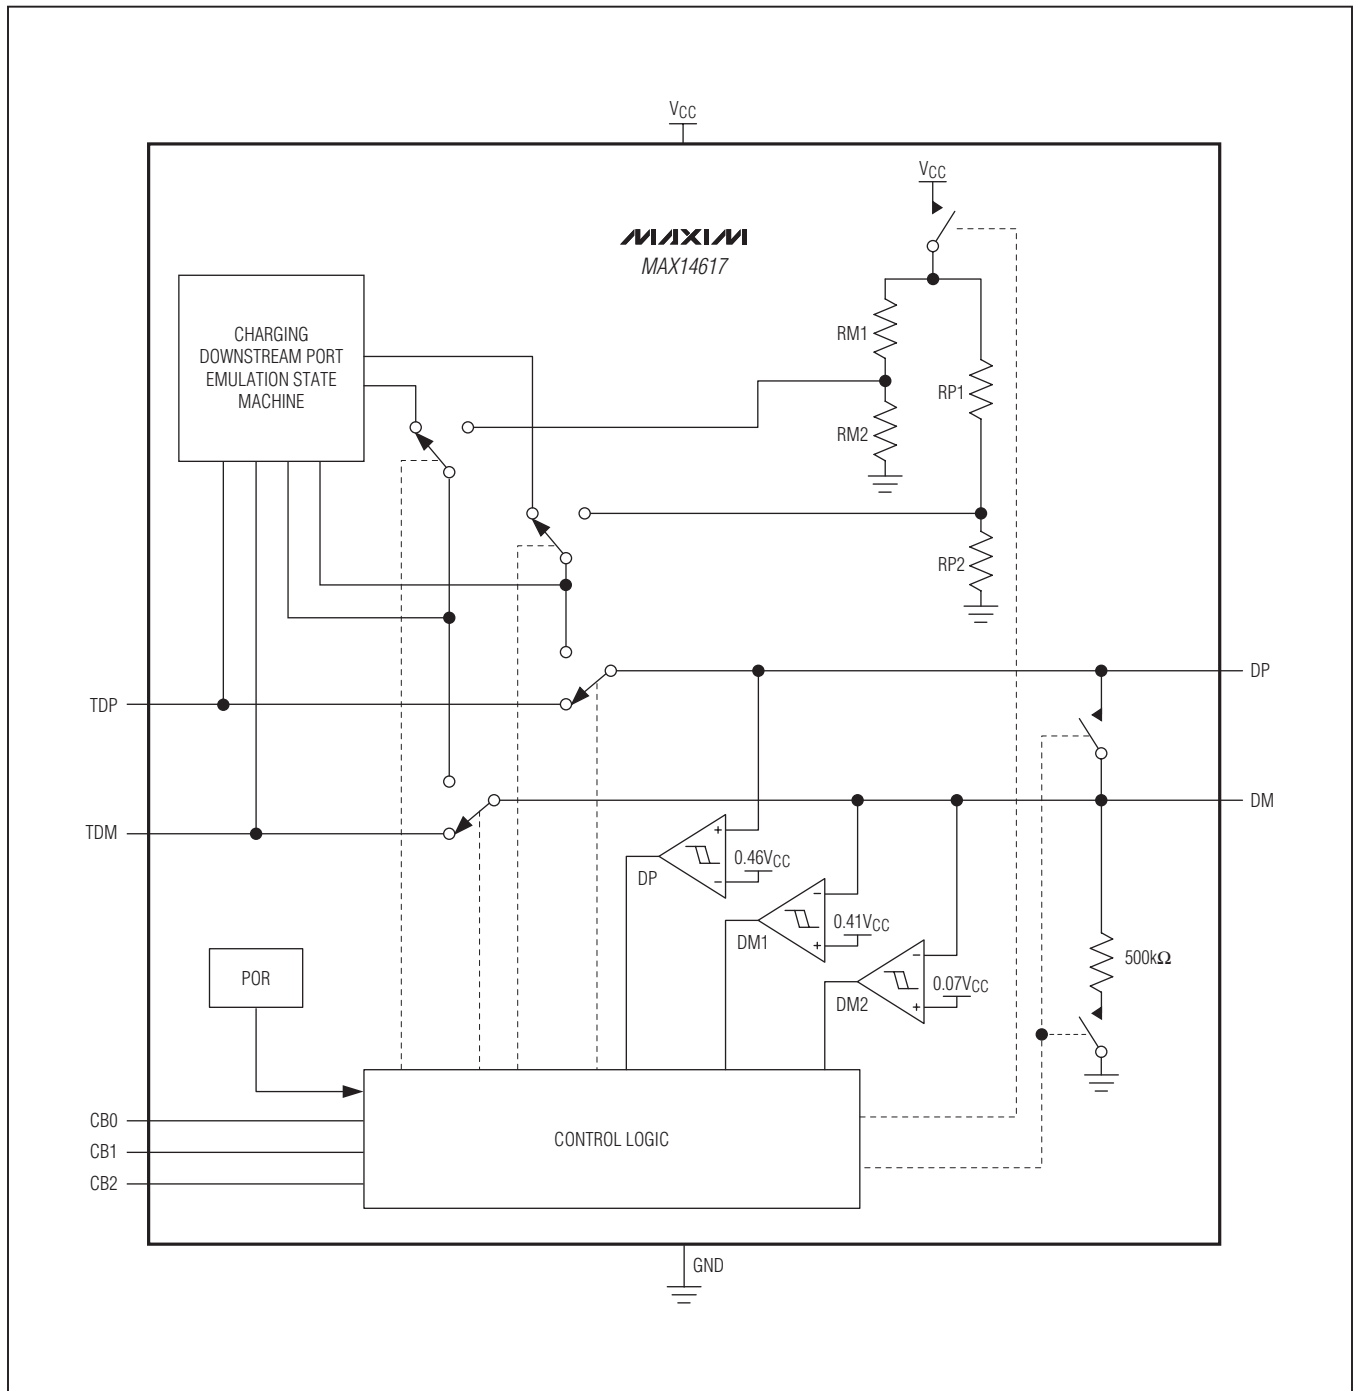 VCC
VCC
MAXIM
MAX14617
CHARGING
DOWNSTREAM PORT
EMULATION STATE
MACHINE
RM1
RP1
RM2
RP2
TDP
DP
TDM
DM
+
-
DP
0.46VCC
-
+
DM1
0.41VCC
-
+
DM2
0.07VCC
500kΩ
POR
CB0
CB1
CB2
CONTROL LOGIC
GND